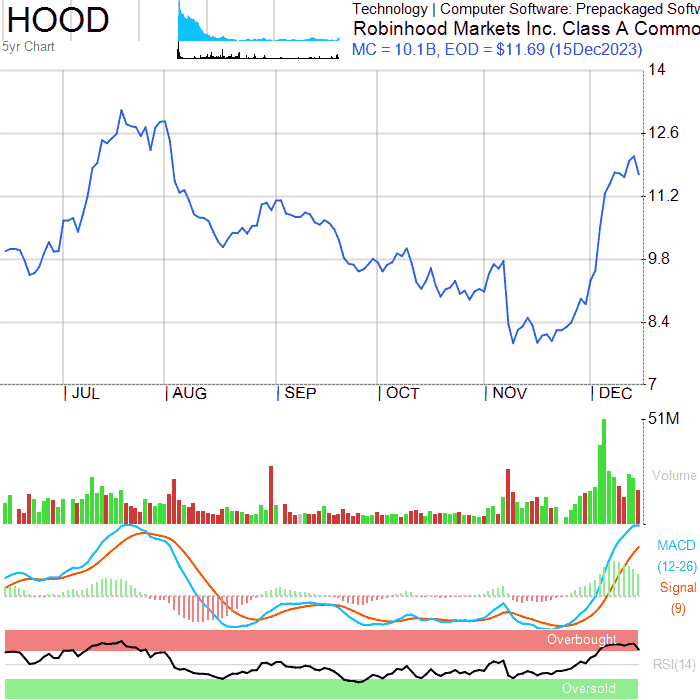 HOOD
5yr Chart
Technology | Computer Software: Prepackaged Softw
Robinhood Markets Inc. Class A Commo
MC = 10.1B, EOD = $11.69 (15Dec2023)
14
12.6
11.2
9.8
8.4
7
JUL AUG SEP OCT NOV DEC
51M
Volume
MACD
(12-26)
Signal
(9)
Overbought
RSI(14)
Oversold